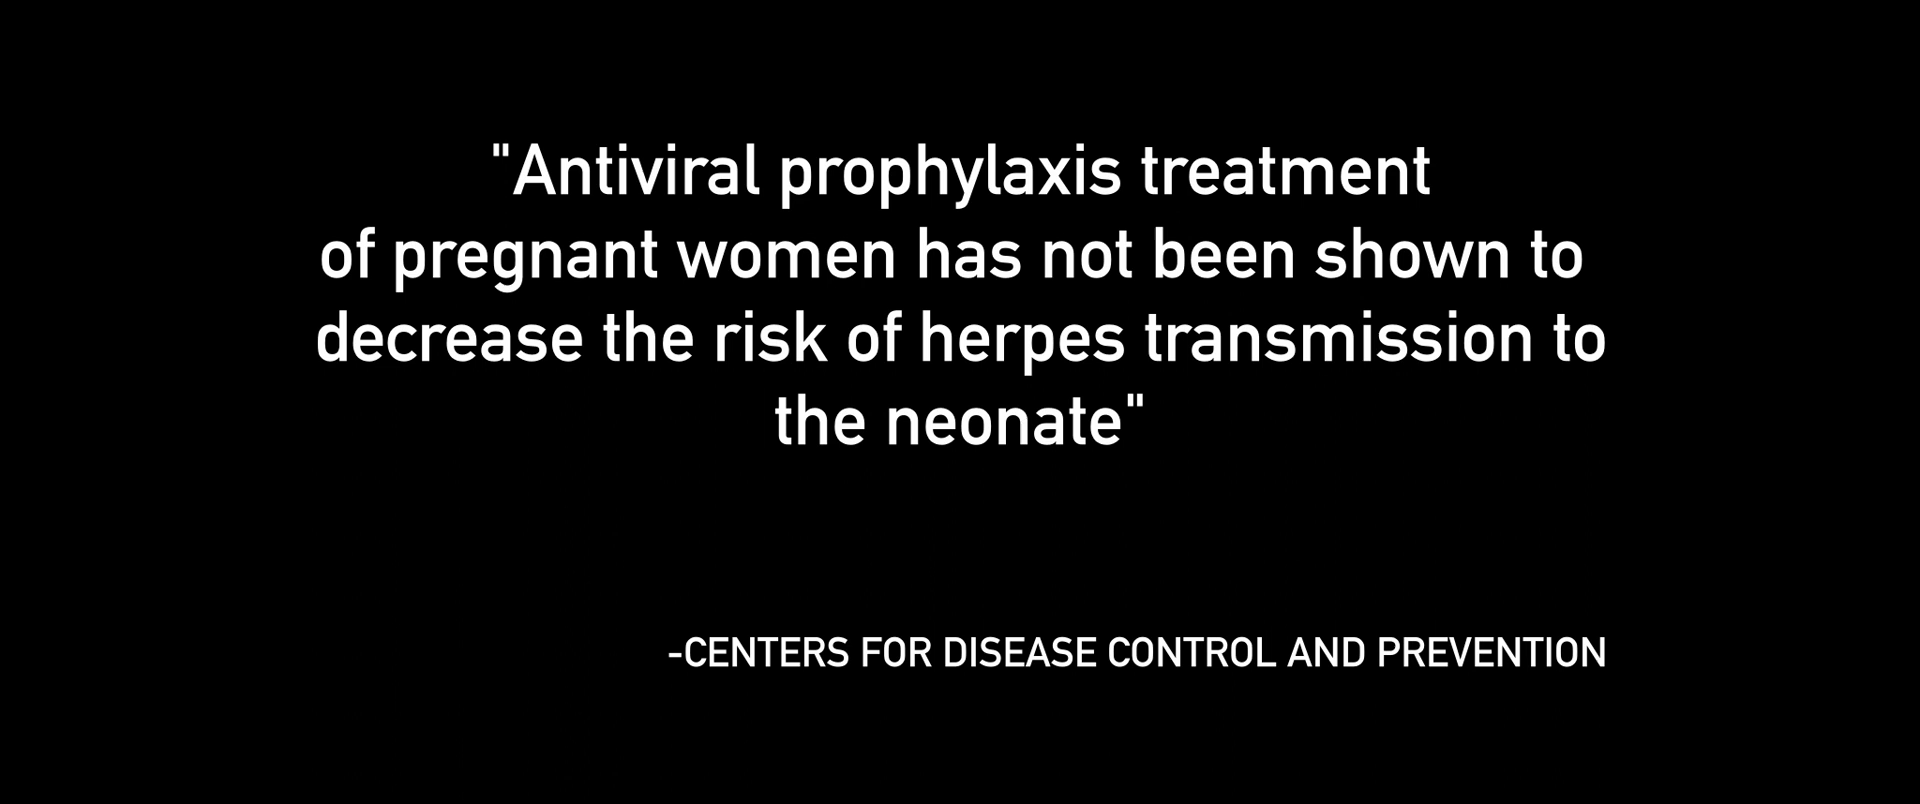 "Antiviral prophylaxis treatment
of pregnant women has not been shown to
decrease the risk of herpes transmission to
the neonate"
-CENTERS FOR DISEASE CONTROL AND PREVENTION